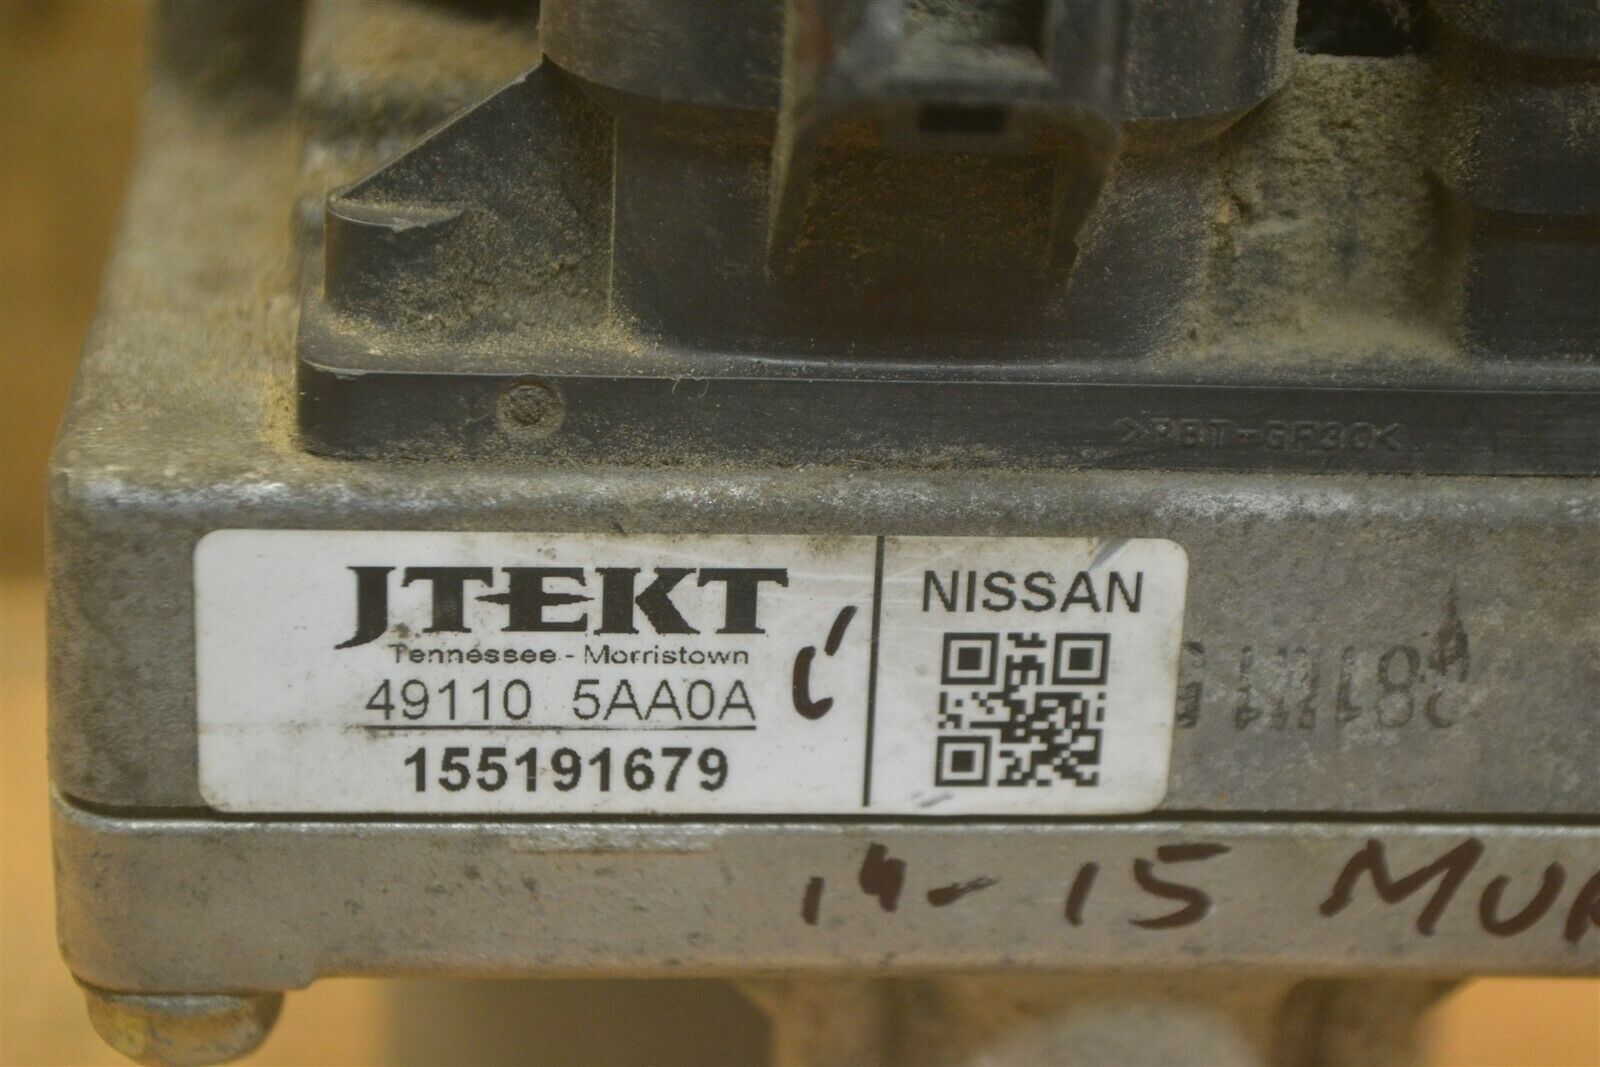 >PBT-GF30<
JTEKT
Tennessee - Morristown
49110 5AA0A
155191679
NISSAN
14-15 MUR